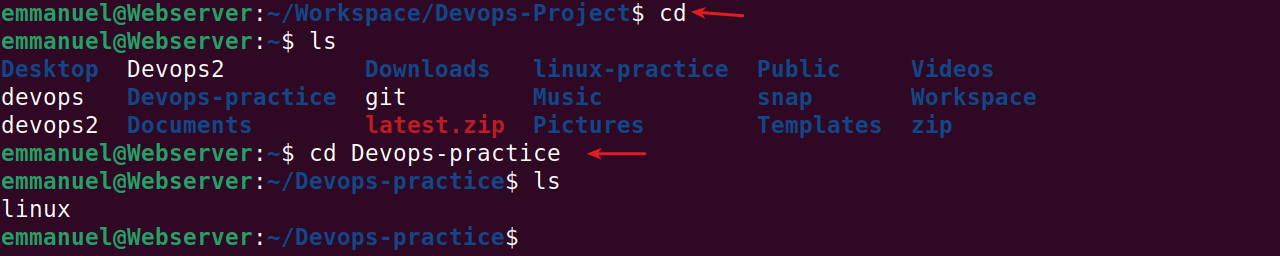 emmanuel@Webserver:~/Workspace/Devops-Project$ cd
emmanuel@Webserver:~$ ls
Desktop  Devops2          Downloads   linux-practice  Public     Videos
devops   Devops-practice  git         Music           snap       Workspace
devops2  Documents        latest.zip  Pictures        Templates  zip
emmanuel@Webserver:~$ cd Devops-practice
emmanuel@Webserver:~/Devops-practice$ ls
linux
emmanuel@Webserver:~/Devops-practice$